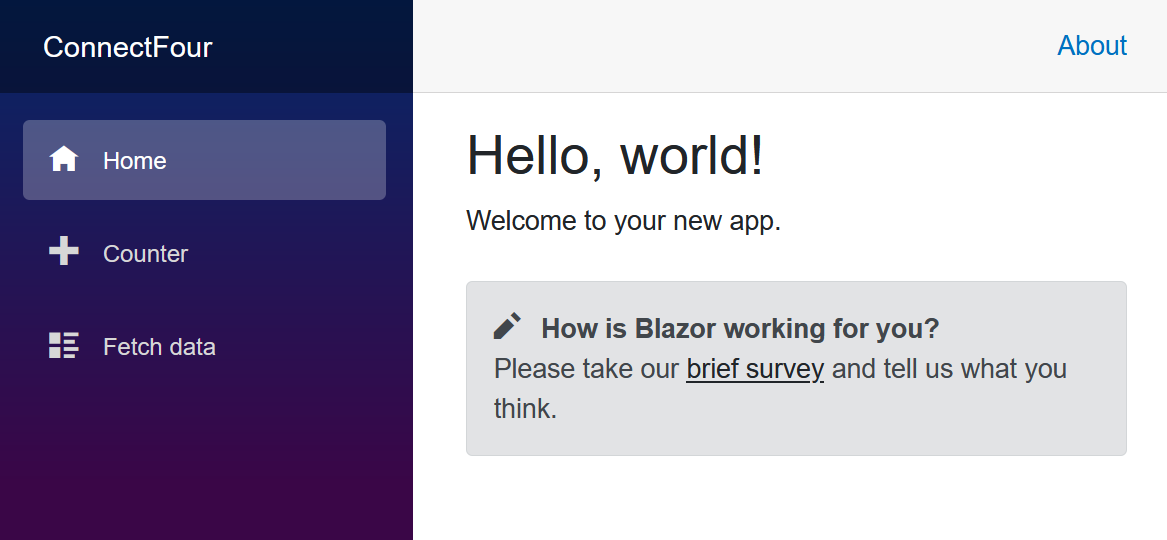 ConnectFour
About
Home
Counter
Fetch data
Hello, world!
Welcome to your new app.
How is Blazor working for you?
Please take our brief survey and tell us what you
think.